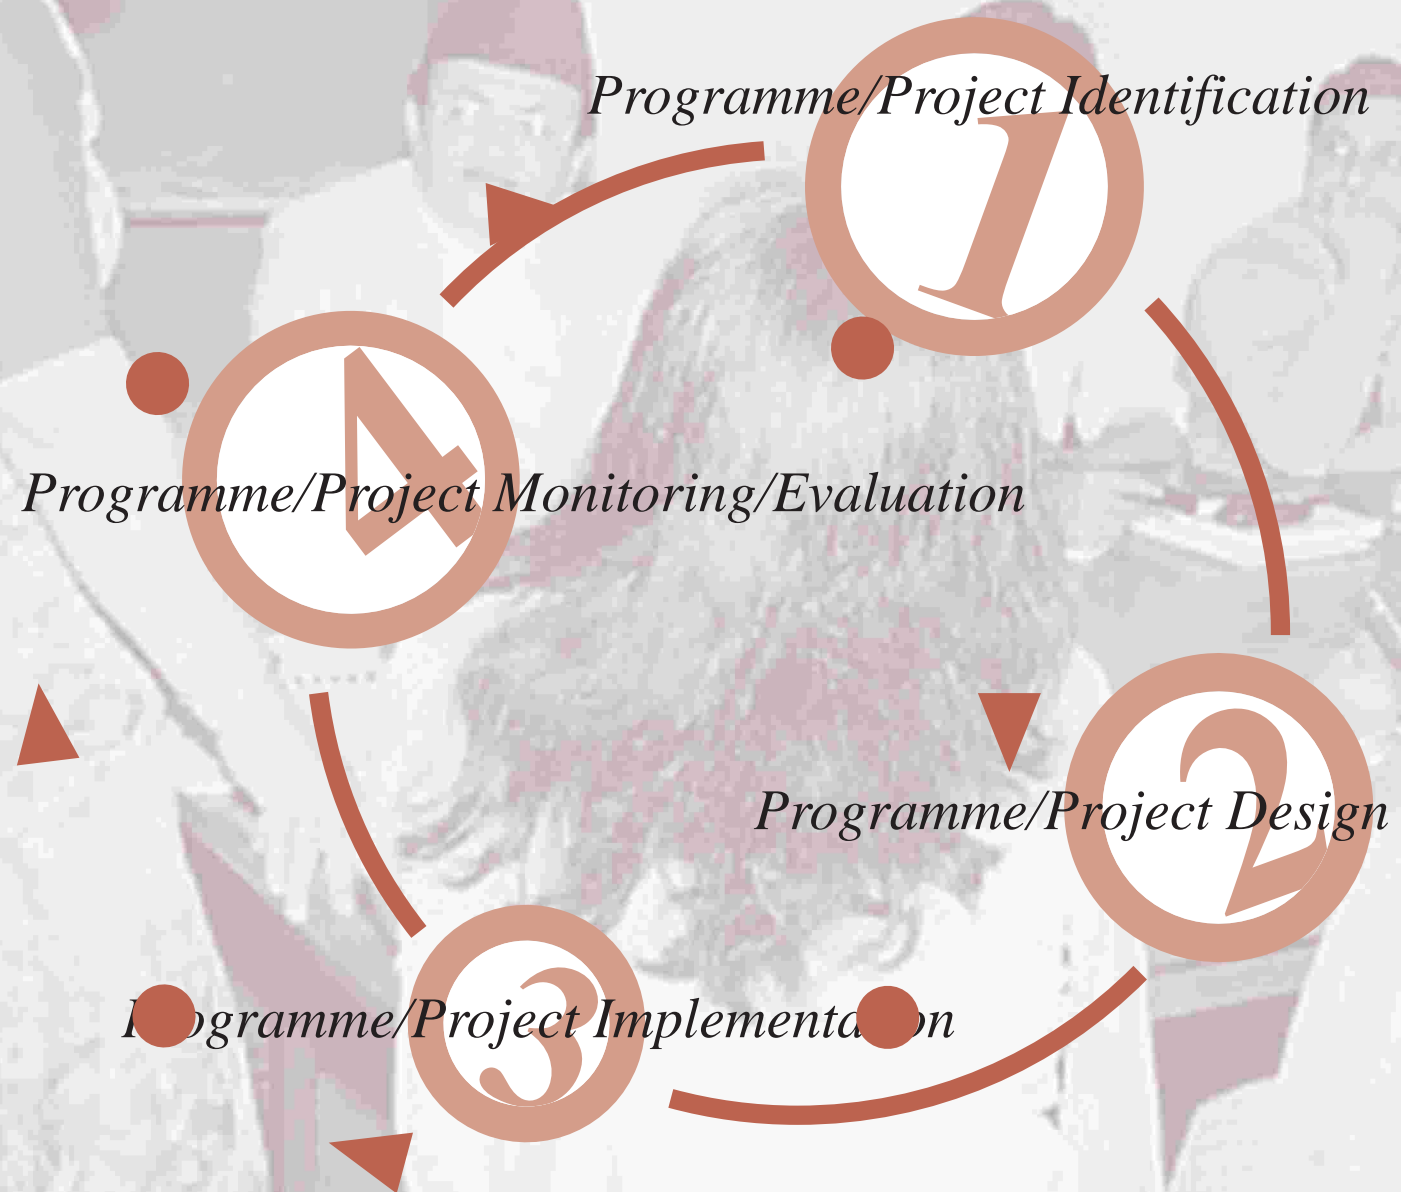 Programme/Project Identification
1
4
Programme/Project Monitoring/Evaluation
2
Programme/Project Design
3
Programme/Project Implementation